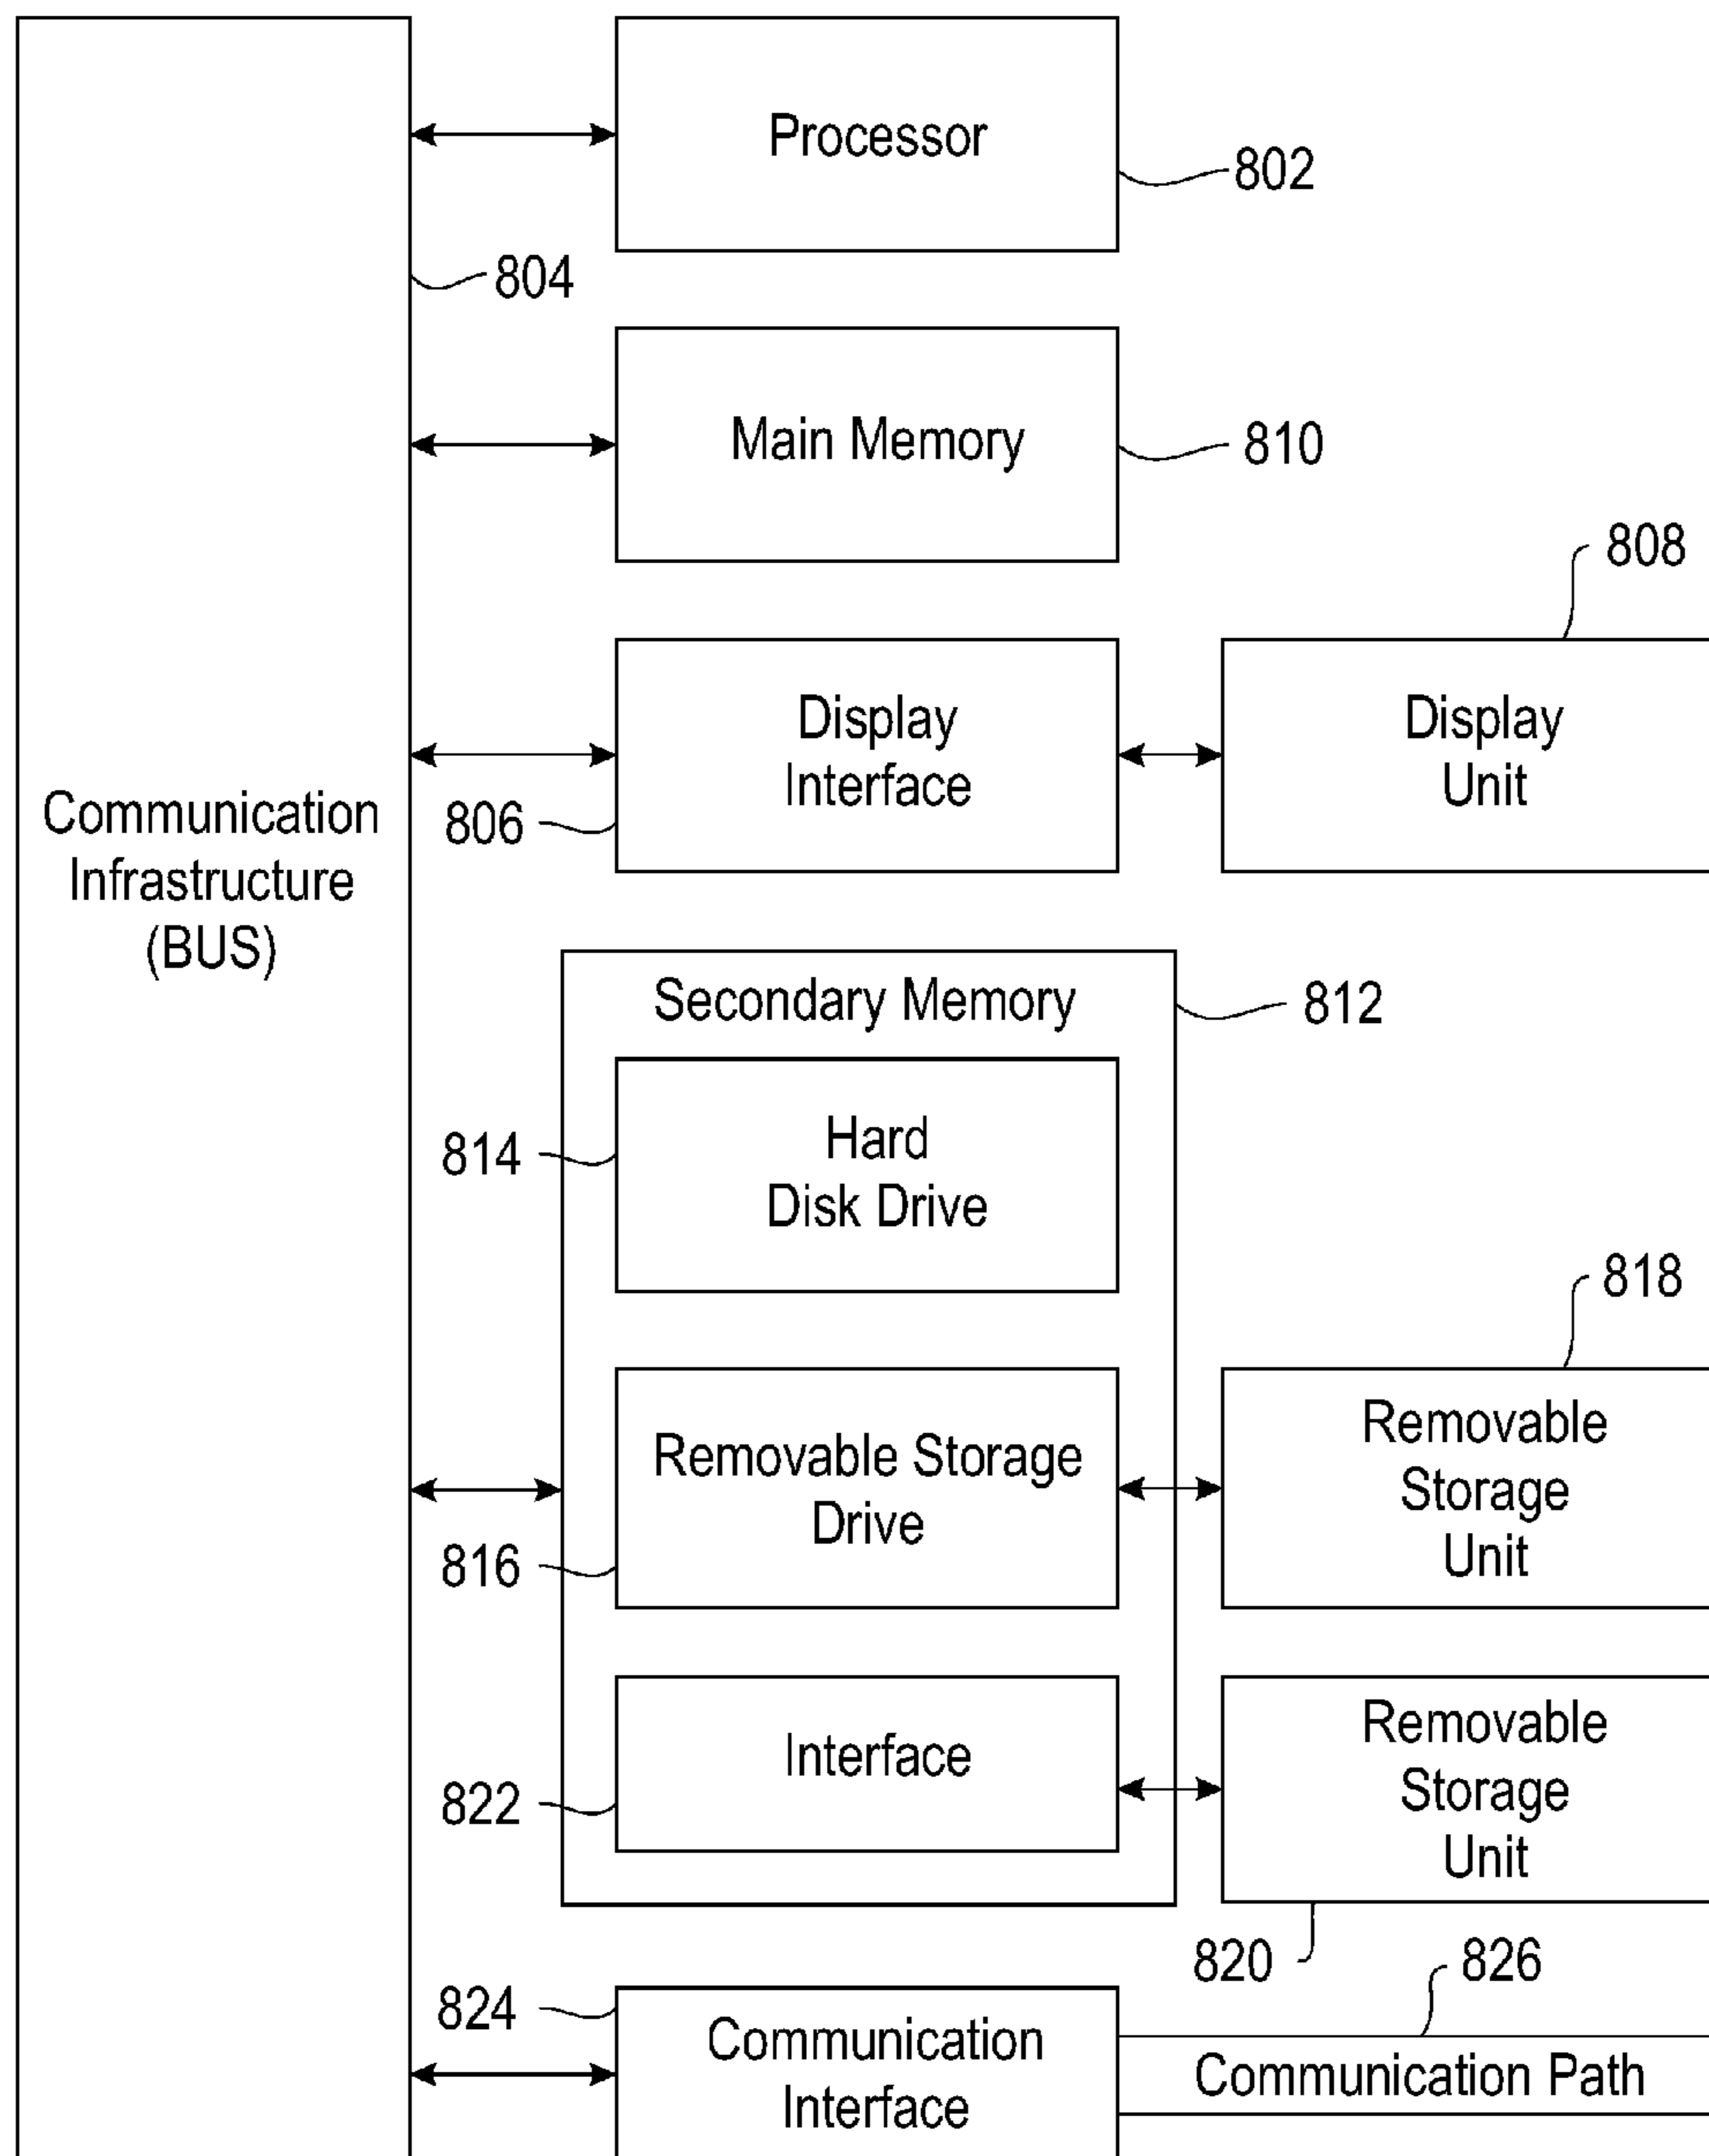 Processor
802
804
Main Memory
810
808
Display
Interface
806
Display
Unit
Communication
Infrastructure
(BUS)
Secondary Memory
812
814
Hard
Disk Drive
818
Removable Storage
Drive
816
Removable
Storage
Unit
Interface
822
Removable
Storage
Unit
820
826
824
Communication
Interface
Communication Path